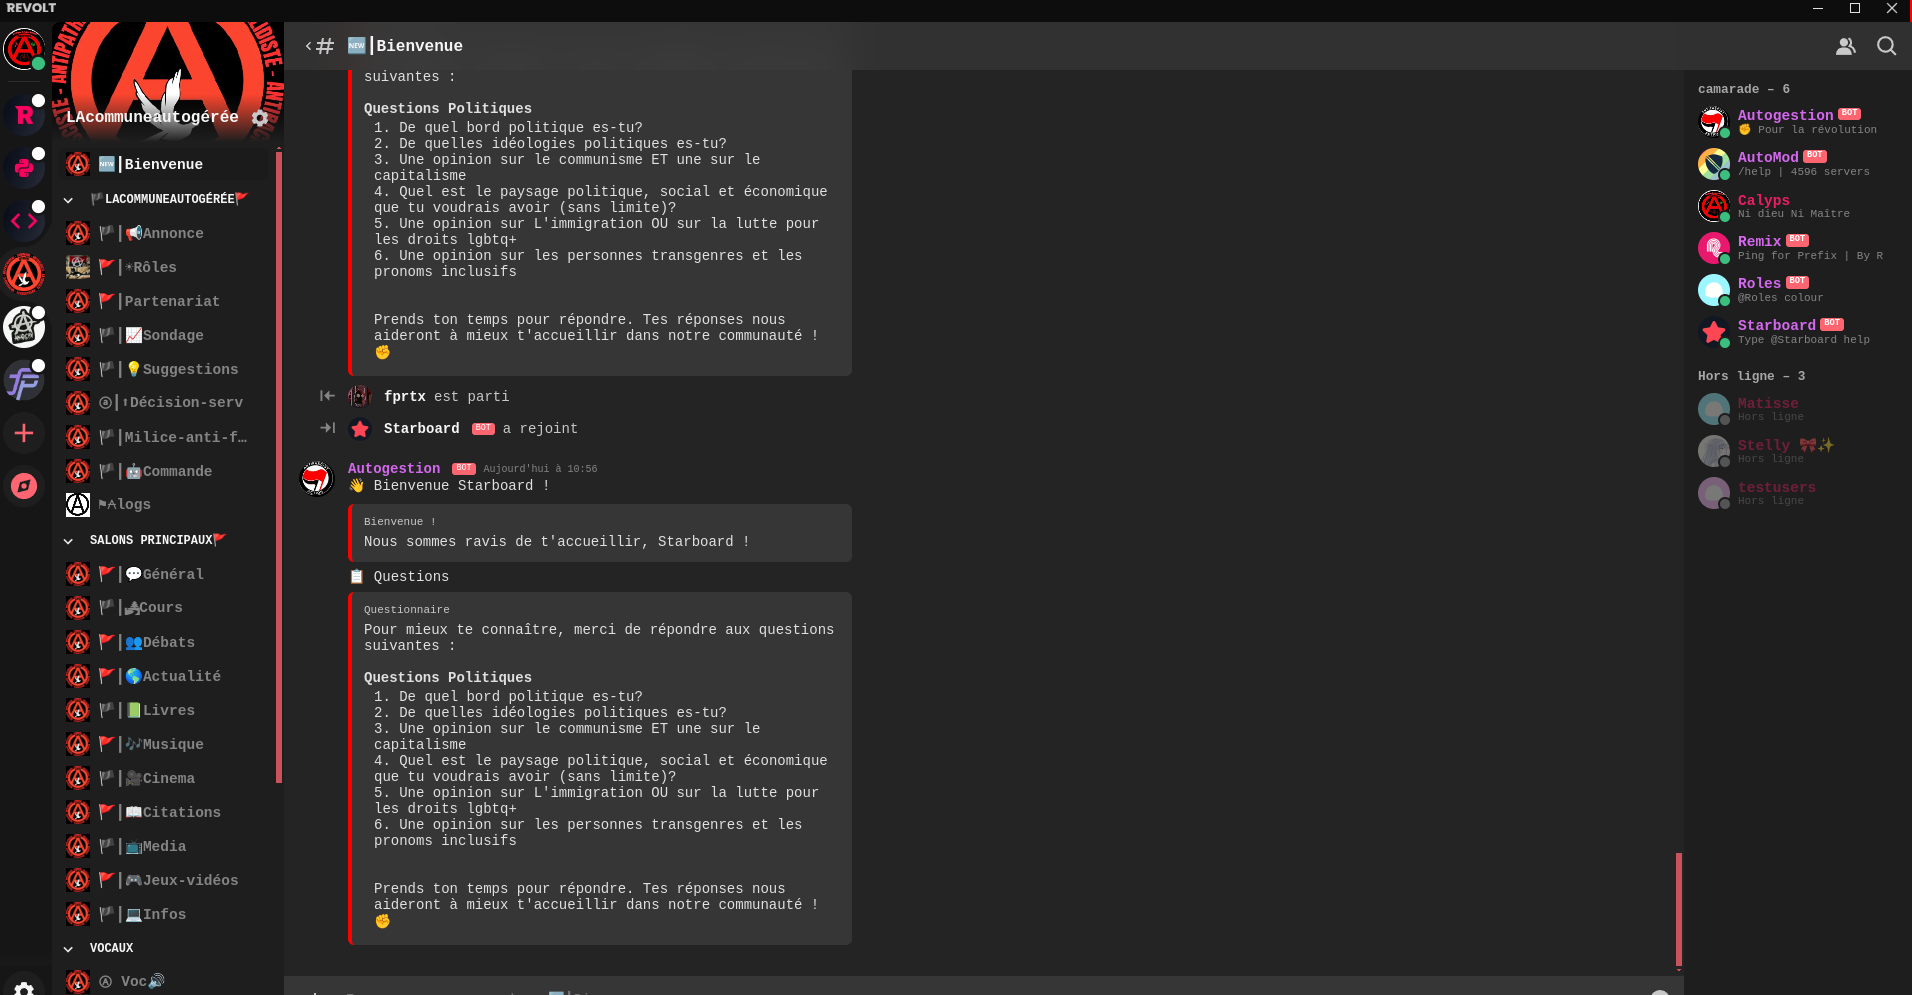 REVOLT
LAcommuneautogérée
🆕┃Bienvenue
🏴LACOMMUNEAUTOGÉRÉE🚩
🏴┃📢Annonce
🚩┃☀Rôles
🚩┃Partenariat
🏴┃📈Sondage
🏴┃💡Suggestions
ⓐ┃⬆Décision-serv
🏴┃Milice-anti-f…
🏴┃🤖Commande
logs
SALONS PRINCIPAUX🚩
🚩┃💬Général
🏴┃Cours
🚩┃👥Débats
🚩┃🌎Actualité
🏴┃📗Livres
🚩┃🎶Musique
🏴┃🎥Cinema
🚩┃📖Citations
🏴┃📺Media
🚩┃🎮Jeux-vidéos
🏴┃💻Infos
VOCAUX
Ⓐ Voc🔊
🆕┃Bienvenue
suivantes :
Questions Politiques
1. De quel bord politique es-tu?
2. De quelles idéologies politiques es-tu?
3. Une opinion sur le communisme ET une sur le
capitalisme
4. Quel est le paysage politique, social et économique
que tu voudrais avoir (sans limite)?
5. Une opinion sur L'immigration OU sur la lutte pour
les droits lgbtq+
6. Une opinion sur les personnes transgenres et les
pronoms inclusifs
Prends ton temps pour répondre. Tes réponses nous
aideront à mieux t'accueillir dans notre communauté !
✊
fprtx est parti
Starboard BOT a rejoint
Autogestion BOT Aujourd'hui à 10:56
👋 Bienvenue Starboard !
Bienvenue !
Nous sommes ravis de t'accueillir, Starboard !
📋 Questions
Questionnaire
Pour mieux te connaître, merci de répondre aux questions
suivantes :
Questions Politiques
1. De quel bord politique es-tu?
2. De quelles idéologies politiques es-tu?
3. Une opinion sur le communisme ET une sur le
capitalisme
4. Quel est le paysage politique, social et économique
que tu voudrais avoir (sans limite)?
5. Une opinion sur L'immigration OU sur la lutte pour
les droits lgbtq+
6. Une opinion sur les personnes transgenres et les
pronoms inclusifs
Prends ton temps pour répondre. Tes réponses nous
aideront à mieux t'accueillir dans notre communauté !
✊
camarade – 6
Autogestion BOT
✊ Pour la révolution
AutoMod BOT
/help | 4596 servers
Calyps
Ni dieu Ni Maître
Remix BOT
Ping for Prefix | By R
Roles BOT
@Roles colour
Starboard BOT
Type @Starboard help
Hors ligne – 3
Matisse
Hors ligne
Stelly 🎀✨
Hors ligne
testusers
Hors ligne